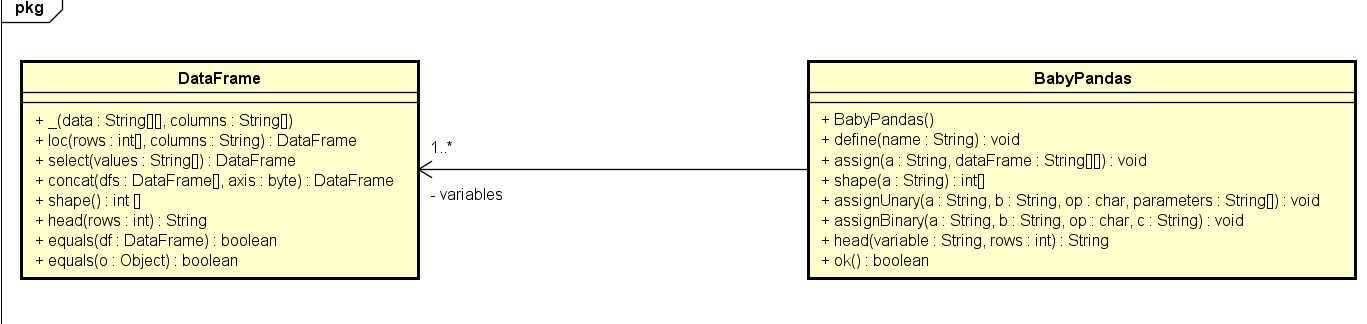 pkg
DataFrame
+ _(data : String[][], columns : String[])
+ loc(rows : int[], columns : String) : DataFrame
+ select(values : String[]) : DataFrame
+ concat(dfs : DataFrame[], axis : byte) : DataFrame
+ shape() : int []
+ head(rows : int) : String
+ equals(df : DataFrame) : boolean
+ equals(o : Object) : boolean
1..*
- variables
BabyPandas
+ BabyPandas()
+ define(name : String) : void
+ assign(a : String, dataFrame : String[][]) : void
+ shape(a : String) : int[]
+ assignUnary(a : String, b : String, op : char, parameters : String[]) : void
+ assignBinary(a : String, b : String, op : char, c : String) : void
+ head(variable : String, rows : int) : String
+ ok() : boolean